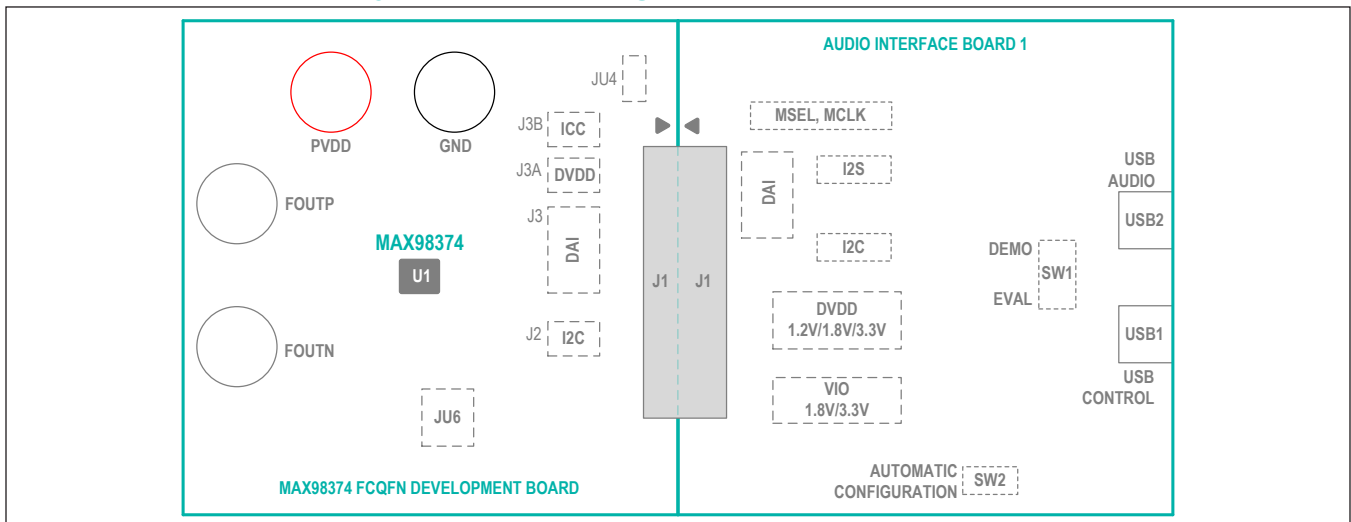 AUDIO INTERFACE BOARD 1
JU4
PVDD
GND
J3B
ICC
J3A
DVDD
FOUTP
J3
DAI
MAX98374
U1
J2
I2C
FOUTN
JU6
MAX98374 FCQFN DEVELOPMENT BOARD
J1
J1
MSEL, MCLK
DAI
I2S
I2C
DVDD
1.2V/1.8V/3.3V
VIO
1.8V/3.3V
USB
AUDIO
USB2
DEMO
SW1
EVAL
USB1
USB
CONTROL
AUTOMATIC
CONFIGURATION
SW2